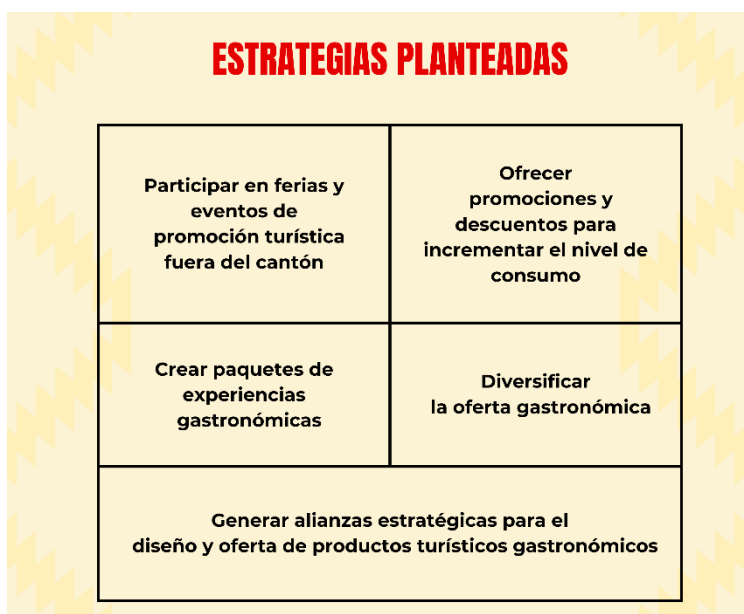 ESTRATEGIAS PLANTEADAS
Participar en ferias y
eventos de
promoción turística
fuera del cantón
Ofrecer
promociones y
descuentos para
incrementar el nivel de
consumo
Crear paquetes de
experiencias
gastronómicas
Diversificar
la oferta gastronómica
Generar alianzas estratégicas para el
diseño y oferta de productos turísticos gastronómicos